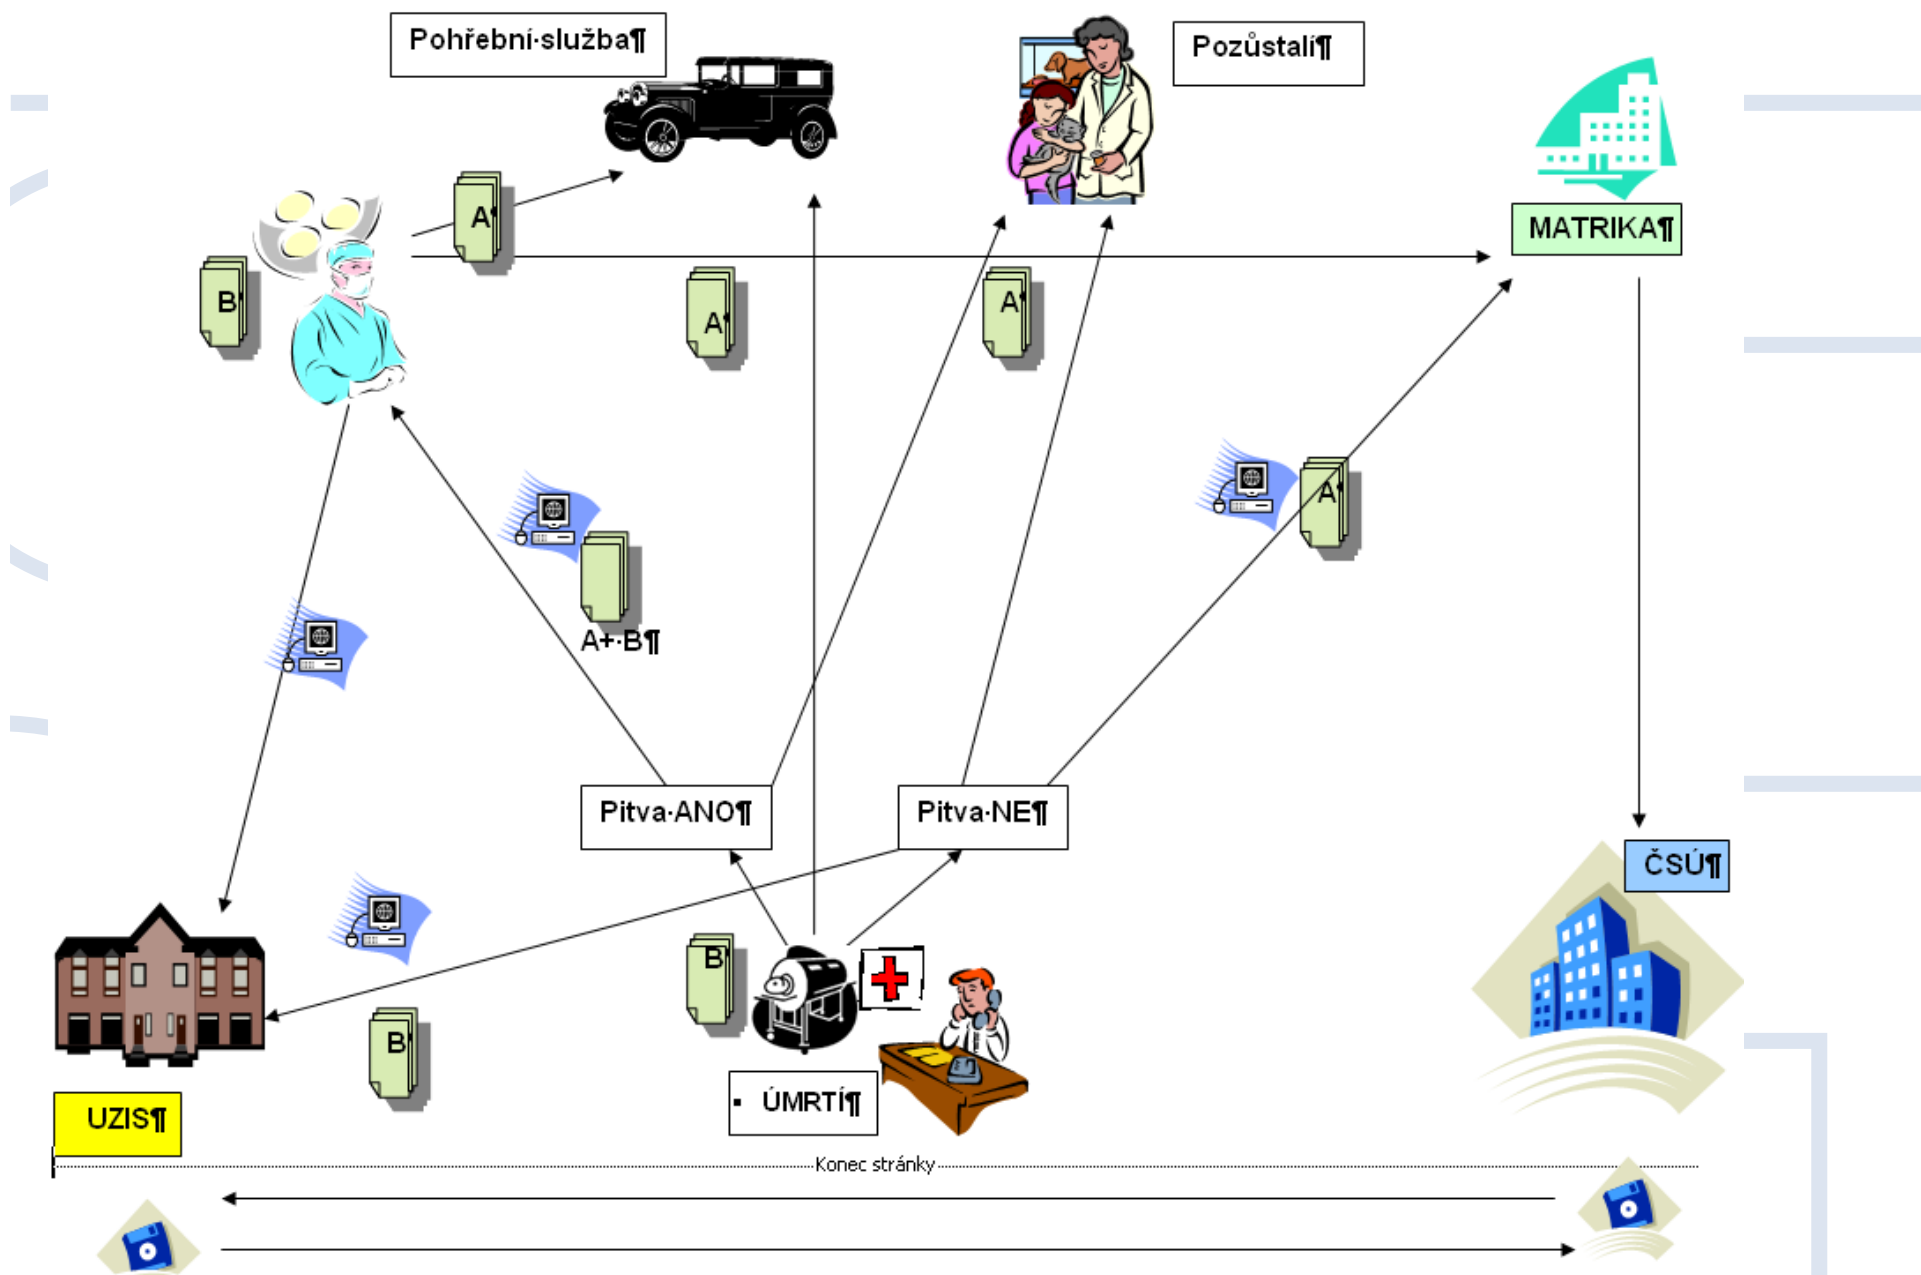 Pohřební·služba¶
Pozůstalí¶
MATRIKA¶
A
B
A
A
A
A+·B¶
Pitva·ANO¶
Pitva·NE¶
ČSÚ¶
B
B
ÚMRTÍ¶
UZIS¶
Konec stránky